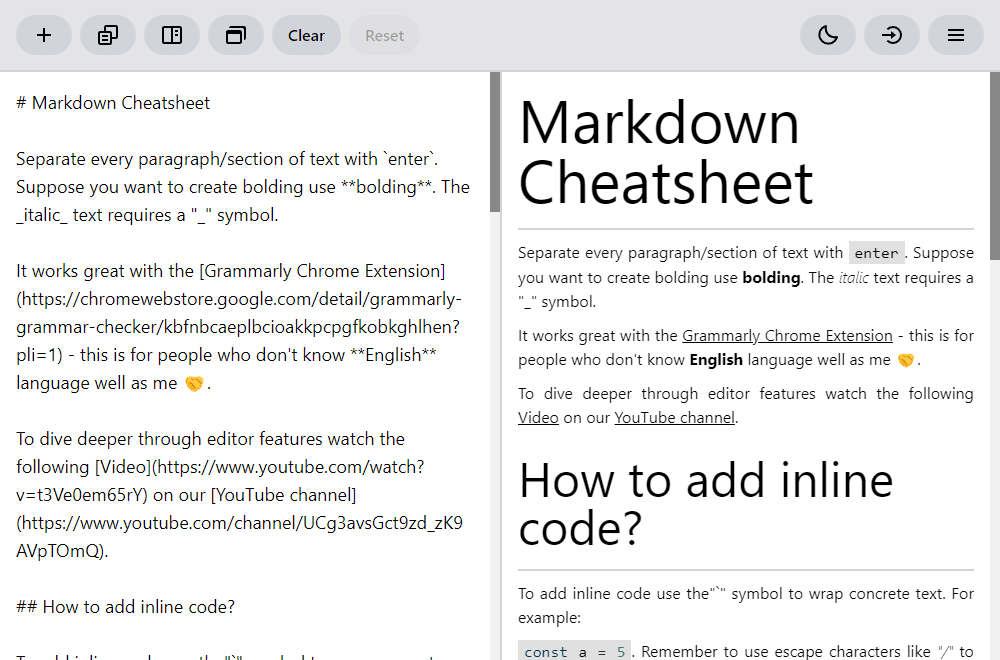 Clear
Reset
# Markdown Cheatsheet
Separate every paragraph/section of text with `enter`.
Suppose you want to create bolding use **bolding**. The
_italic_ text requires a "_" symbol.
It works great with the [Grammarly Chrome Extension]
(https://chromewebstore.google.com/detail/grammarly-
grammar-checker/kbfnbcaeplbcioakkpcpgfkobkghlhen?
pli=1) - this is for people who don't know **English**
language well as me 🤝.
To dive deeper through editor features watch the
following [Video](https://www.youtube.com/watch?
v=t3Ve0em65rY) on our [YouTube channel]
(https://www.youtube.com/channel/UCg3avsGct9zd_zK9
AVpTOmQ).
## How to add inline code?
Markdown
Cheatsheet
Separate every paragraph/section of text with enter. Suppose
you want to create bolding use bolding. The italic text requires a
"_" symbol.
It works great with the Grammarly Chrome Extension - this is for
people who don't know English language well as me 🤝.
To dive deeper through editor features watch the following
Video on our YouTube channel.
How to add inline
code?
To add inline code use the"`" symbol to wrap concrete text. For
example:
const a = 5. Remember to use escape characters like "/" to